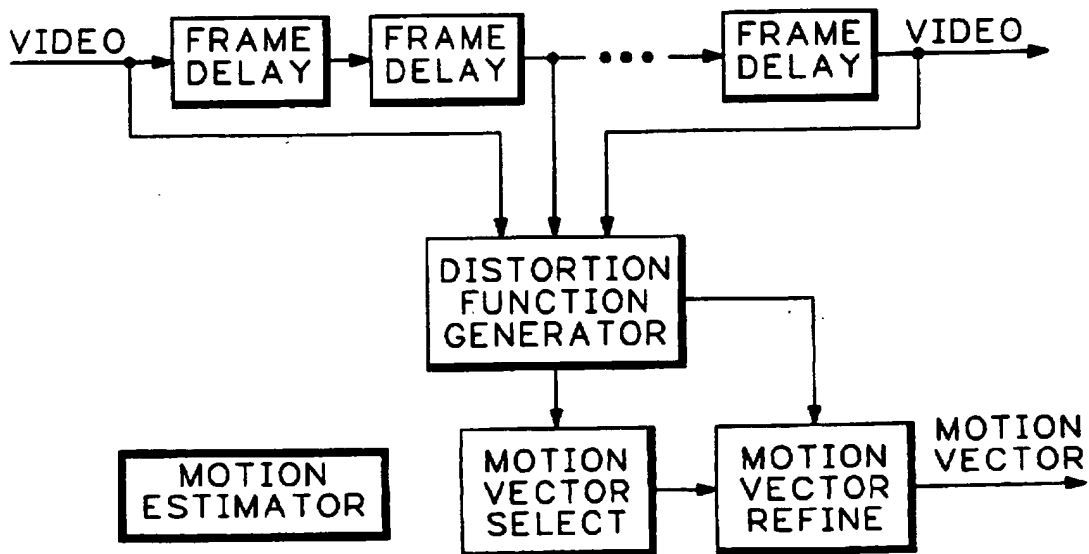 VIDEO
FRAME
DELAY
FRAME
DELAY
FRAME
DELAY
VIDEO
DISTORTION
FUNCTION
GENERATOR
MOTION
ESTIMATOR
MOTION
VECTOR
SELECT
MOTION
VECTOR
REFINE
MOTION
VECTOR